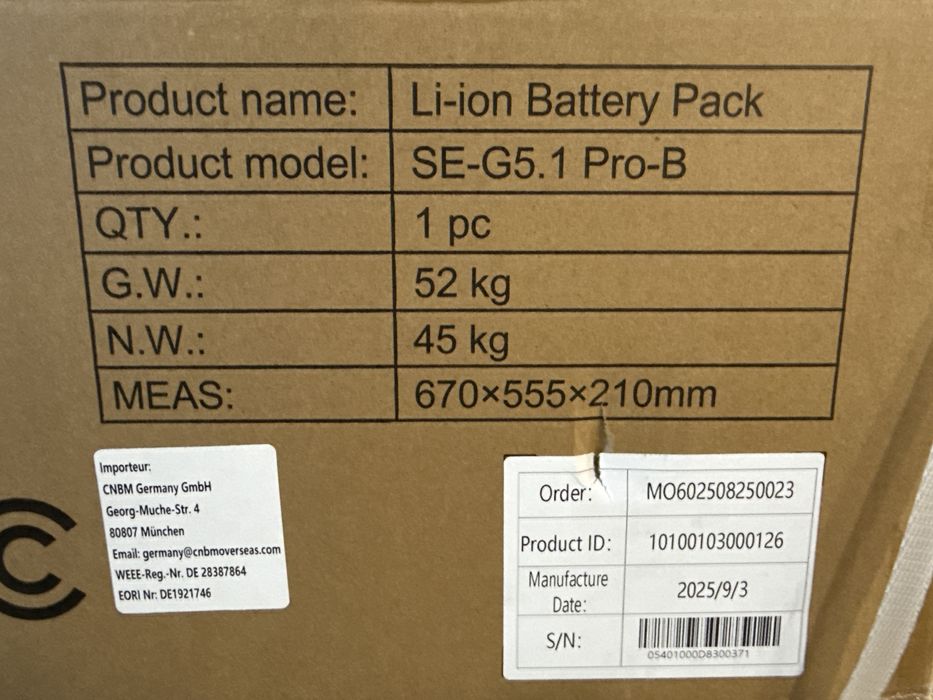 Product name: Li-ion Battery Pack
Product model: SE-G5.1 Pro-B
QTY.: 1 pc
G.W.: 52 kg
N.W.: 45 kg
MEAS: 670×555×210mm
Importeur:
CNBM Germany GmbH
Georg-Muche-Str. 4
80807 München
Email: germany@cnbmoverseas.com
WEEE-Reg.-Nr. DE 28387864
EORI Nr: DE1921746
Order: MO602508250023
Product ID: 10100103000126
Manufacture
Date: 2025/9/3
S/N:
05401000D8300371